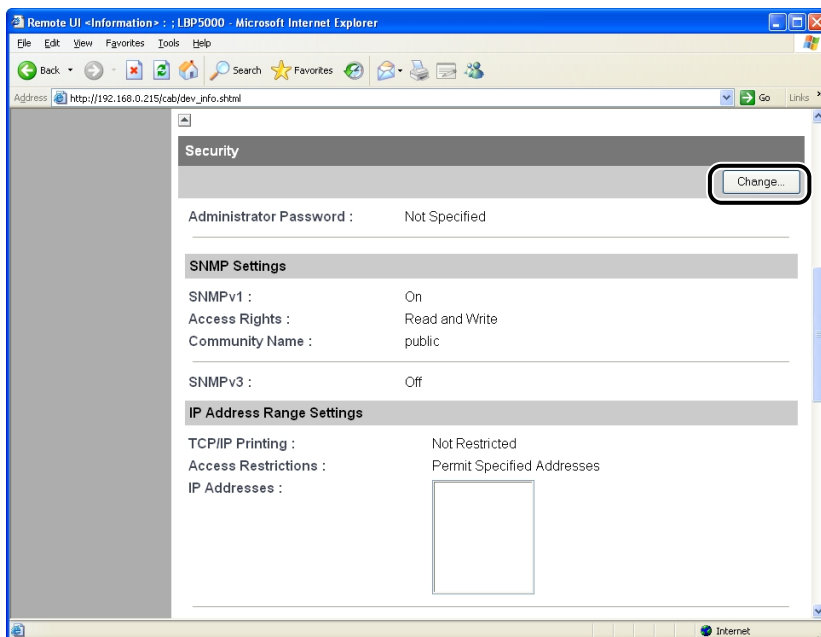 Remote UI <Information> : ; LBP5000 - Microsoft Internet Explorer
File Edit View Favorites Tools Help
Back Search Favorites
Address http://192.168.0.215/cab/dev_info.shtml Go Links »
Security
Change...
Administrator Password : Not Specified
SNMP Settings
SNMPv1 : On
Access Rights : Read and Write
Community Name : public
SNMPv3 : Off
IP Address Range Settings
TCP/IP Printing : Not Restricted
Access Restrictions : Permit Specified Addresses
IP Addresses :
Internet